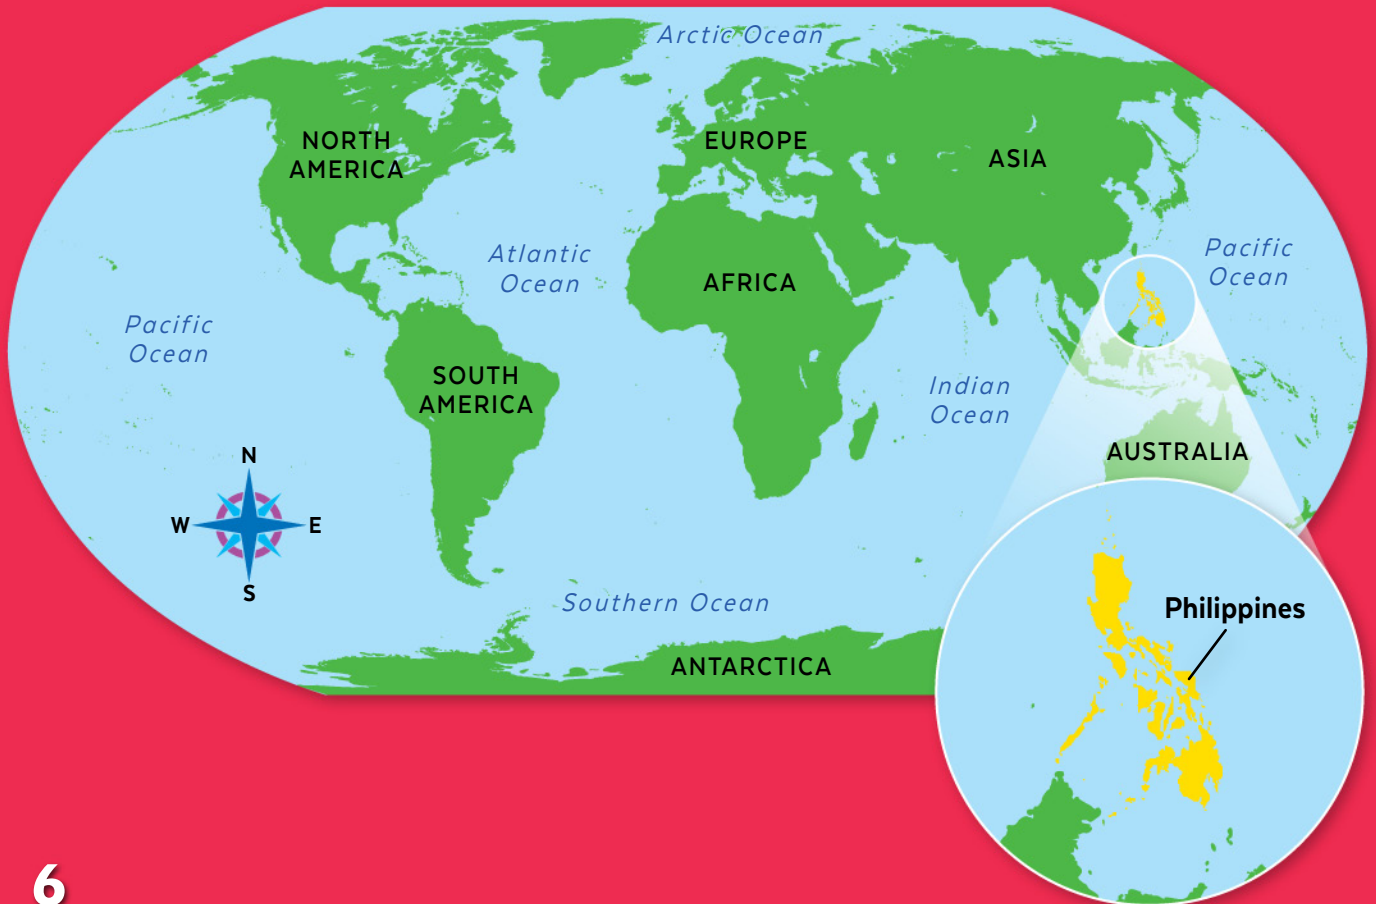 Arctic Ocean
NORTH
AMERICA
EUROPE
ASIA
Atlantic
Ocean
AFRICA
Pacific
Ocean
Pacific
Ocean
SOUTH
AMERICA
Indian
Ocean
AUSTRALIA
N
W
E
S
Southern Ocean
Philippines
ANTARCTICA
6